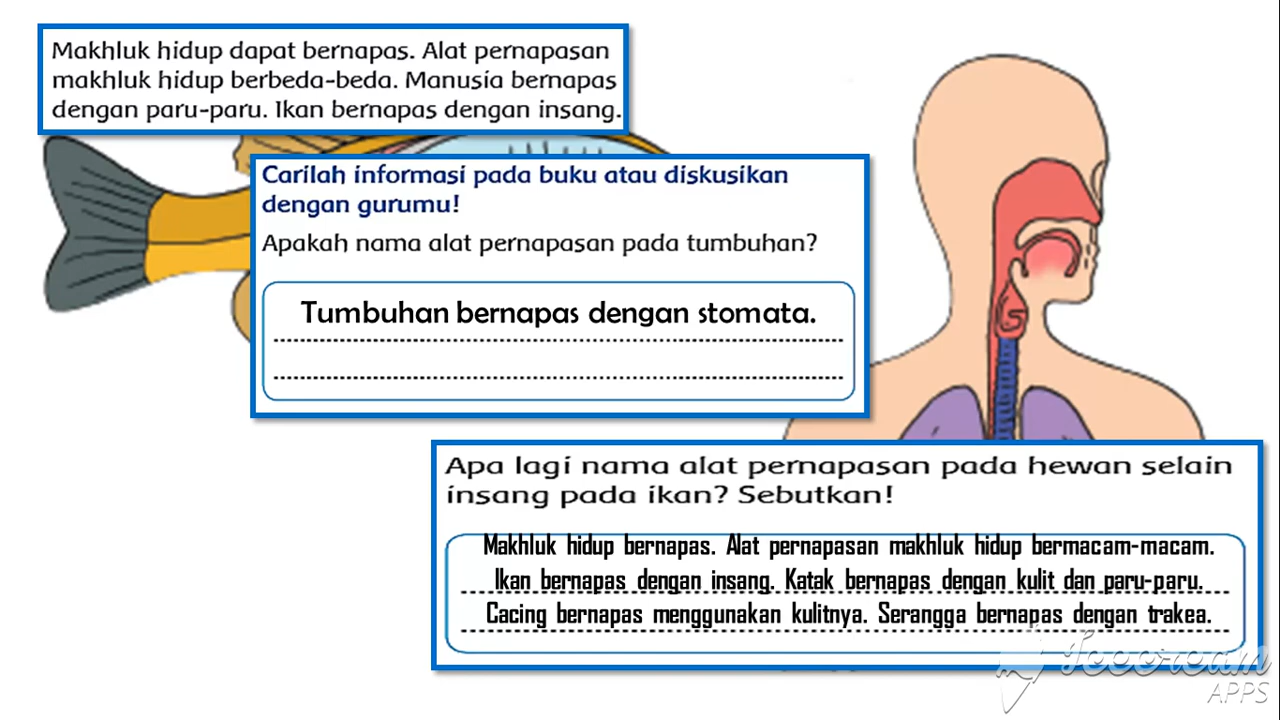 Makhluk hidup dapat bernapas. Alat pernapasan
makhluk hidup berbeda-beda. Manusia bernapas
dengan paru-paru. Ikan bernapas dengan insang.
Carilah informasi pada buku atau diskusikan
dengan gurumu!
Apakah nama alat pernapasan pada tumbuhan?
Tumbuhan bernapas dengan stomata.
Apa lagi nama alat pernapasan pada hewan selain
insang pada ikan? Sebutkan!
Makhluk hidup bernapas. Alat pernapasan makhluk hidup bermacam-macam.
Ikan bernapas dengan insang. Katak bernapas dengan kulit dan paru-paru.
Cacing bernapas menggunakan kulitnya. Serangga bernapas dengan trakea.
Icecream
APPS